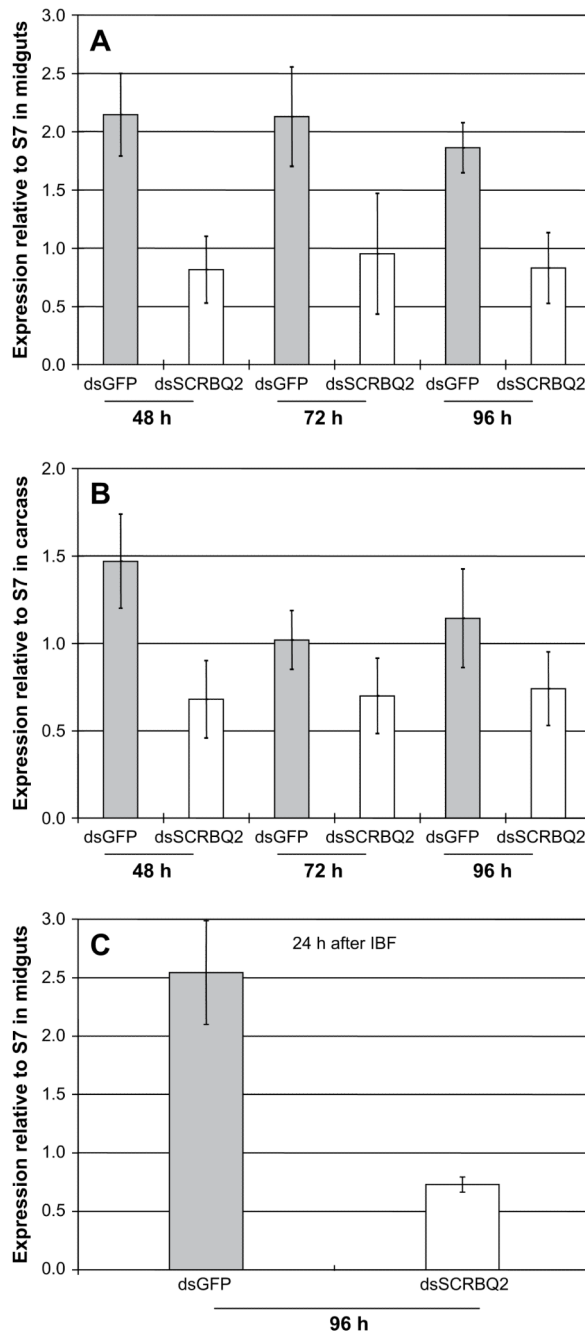 A
Expression relative to S7 in midguts
3.0
2.5
2.0
1.5
1.0
0.5
0.0
dsGFP dsSCRBQ2 dsGFP dsSCRBQ2 dsGFP dsSCRBQ2
48 h 72 h 96 h
B
Expression relative to S7 in carcass
2.0
1.5
1.0
0.5
0.0
dsGFP dsSCRBQ2 dsGFP dsSCRBQ2 dsGFP dsSCRBQ2
48 h 72 h 96 h
C
24 h after IBF
Expression relative to S7 in midguts
3.0
2.5
2.0
1.5
1.0
0.5
0.0
dsGFP dsSCRBQ2
96 h